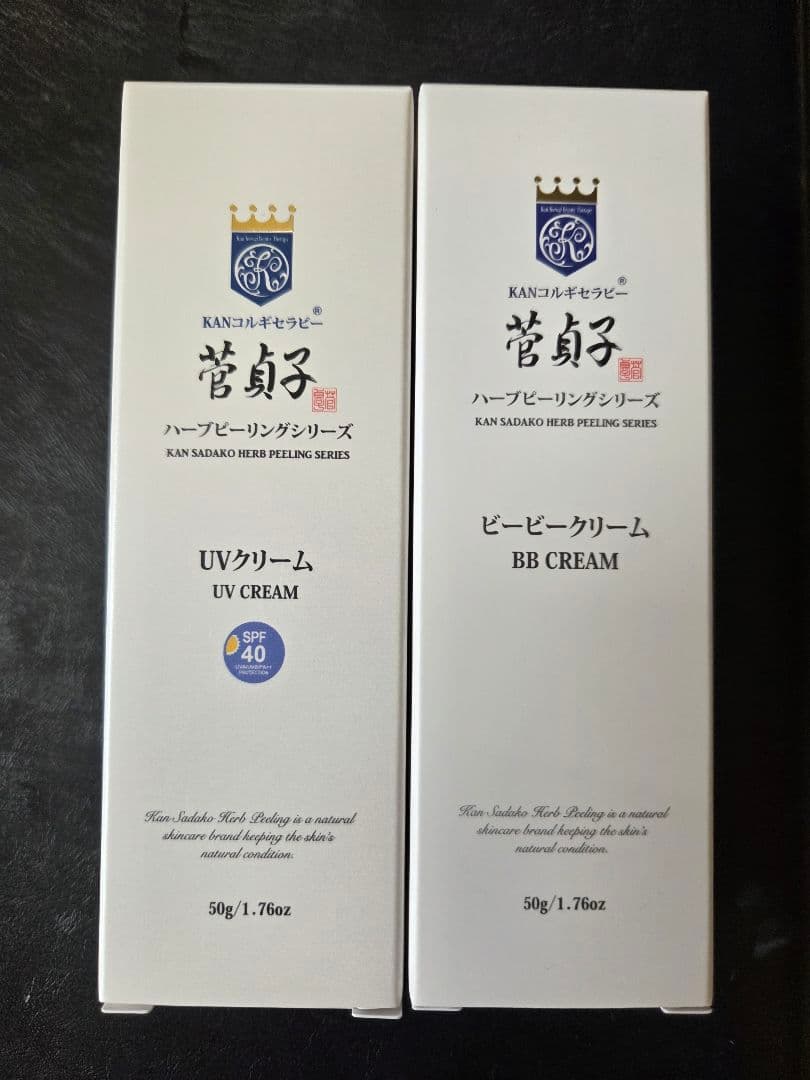 Kan Korugi Beauty Therapy
K
KANコルギセラピー®
菅貞子
ハーブピーリングシリーズ
KAN SADAKO HERB PEELING SERIES
UVクリーム
UV CREAM
SPF
40
PROTECTION
Kan Sadako Herb Peeling is a natural
skincare brand keeping the skin's
natural condition.
50g/1.76oz
K
KANコルギセラピー®
菅貞子
ハーブピーリングシリーズ
KAN SADAKO HERB PEELING SERIES
ビービークリーム
BB CREAM
Kan Sadako Herb Peeling is a natural
skincare brand keeping the skin's
natural condition.
50g/1.76oz